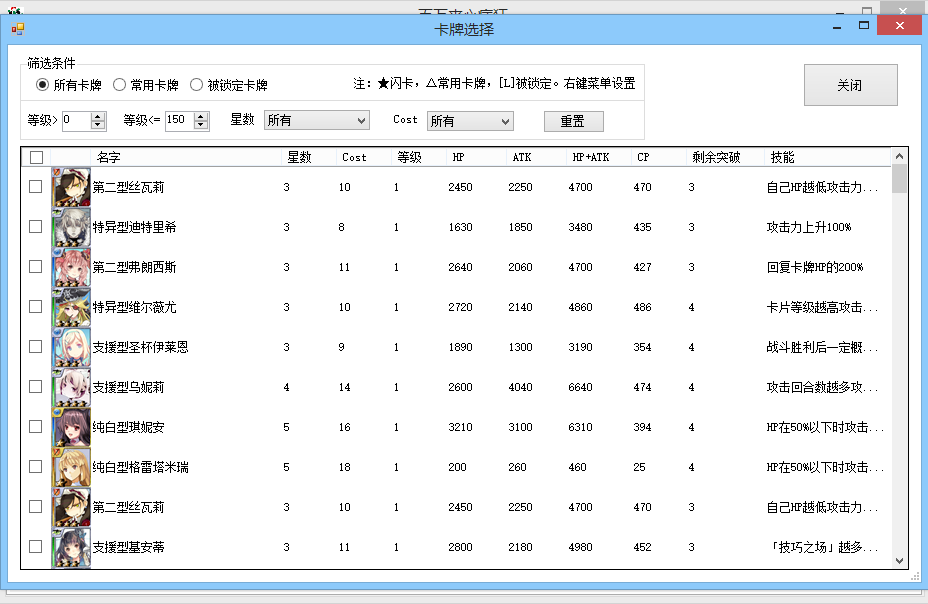 卡牌选择
筛选条件
所有卡牌 常用卡牌 被锁定卡牌 注：★闪卡，△常用卡牌，[L]被锁定。右键菜单设置
关闭
等级> 0 等级<= 150 星数 所有 Cost 所有 重置
名字 星数 Cost 等级 HP ATK HP+ATK CP 剩余突破 技能
第二型丝瓦莉 3 10 1 2450 2250 4700 470 3 自己HP越低攻击力...
特异型迪特里希 3 8 1 1630 1850 3480 435 3 攻击力上升100%
第二型弗朗西斯 3 11 1 2640 2060 4700 427 3 回复卡牌HP的200%
特异型维尔薇尤 3 10 1 2720 2140 4860 486 4 卡片等级越高攻击...
支援型圣杯伊莱恩 3 9 1 1890 1300 3190 354 4 战斗胜利后一定概...
支援型乌妮莉 4 14 1 2600 4040 6640 474 4 攻击回合数越多攻...
纯白型琪妮安 5 16 1 3210 3100 6310 394 4 HP在50%以下时攻击...
纯白型格雷塔米瑞 5 18 1 200 260 460 25 4 HP在50%以下时攻击...
第二型丝瓦莉 3 10 1 2450 2250 4700 470 3 自己HP越低攻击力...
支援型基安蒂 3 11 1 2800 2180 4980 452 3 「技巧之场」越多...